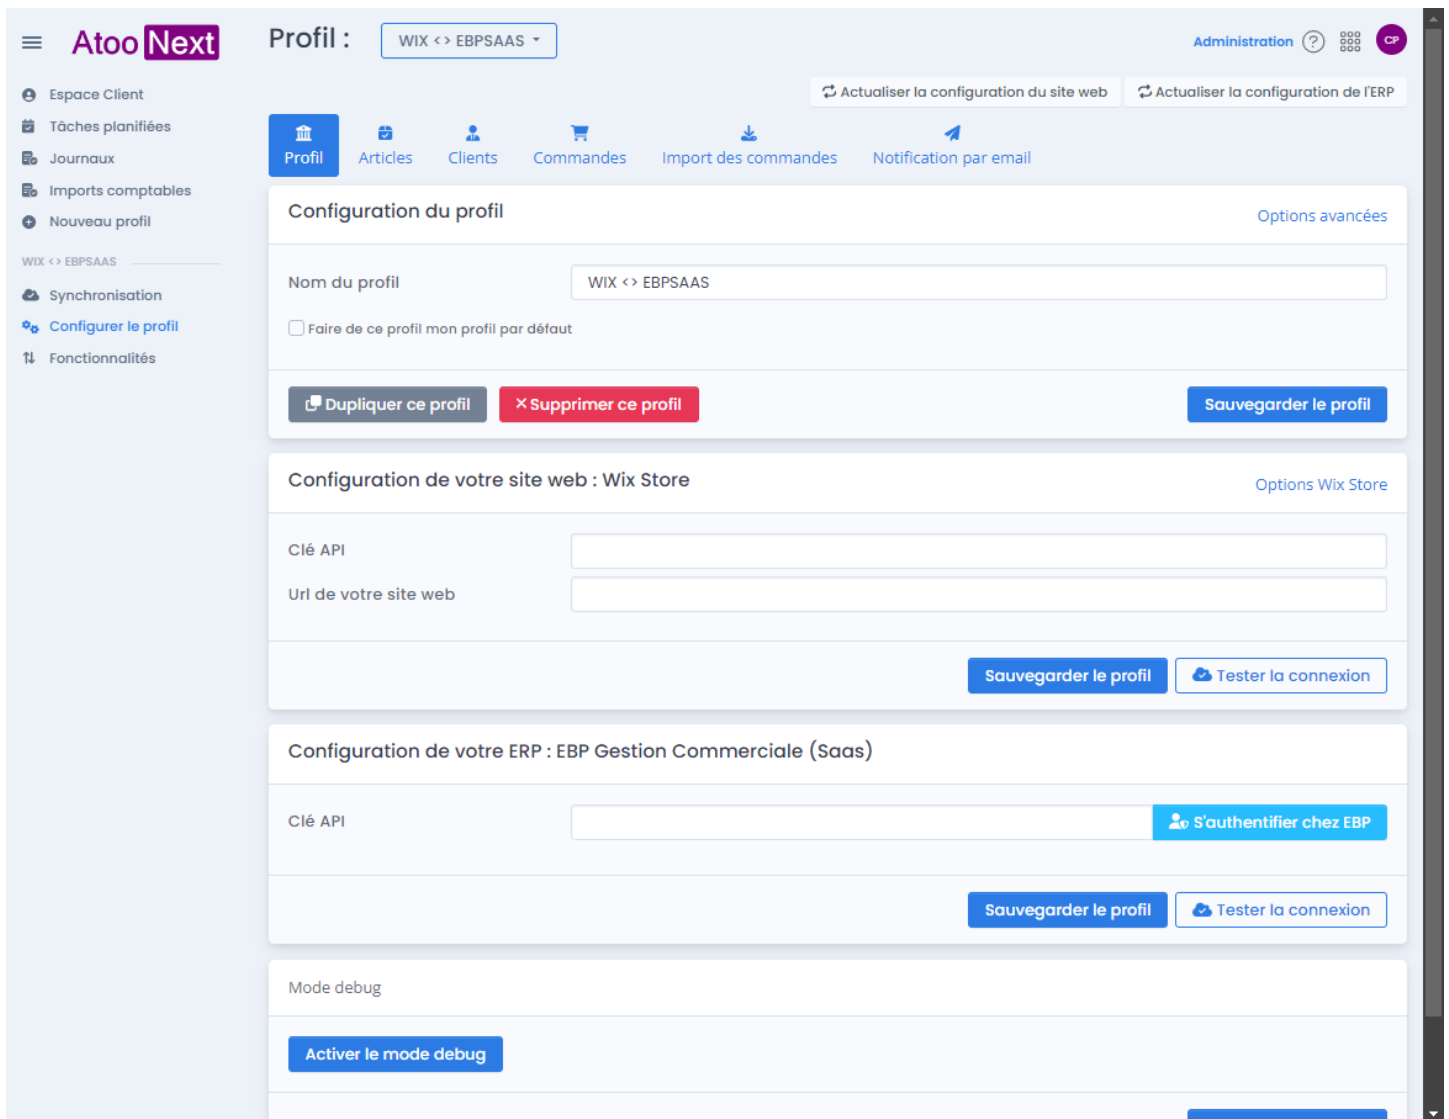 Atoo Next
Profil :
WIX <> EBPSAAS
Administration
?
CP
Espace Client
Tâches planifiées
Journaux
Imports comptables
Nouveau profil
WIX <> EBPSAAS
Synchronisation
Configurer le profil
Fonctionnalités
Actualiser la configuration du site web
Actualiser la configuration de l'ERP
Profil
Articles
Clients
Commandes
Import des commandes
Notification par email
Configuration du profil
Options avancées
Nom du profil
WIX <> EBPSAAS
Faire de ce profil mon profil par défaut
Dupliquer ce profil
Supprimer ce profil
Sauvegarder le profil
Configuration de votre site web : Wix Store
Options Wix Store
Clé API
Url de votre site web
Sauvegarder le profil
Tester la connexion
Configuration de votre ERP : EBP Gestion Commerciale (Saas)
Clé API
S'authentifier chez EBP
Sauvegarder le profil
Tester la connexion
Mode debug
Activer le mode debug